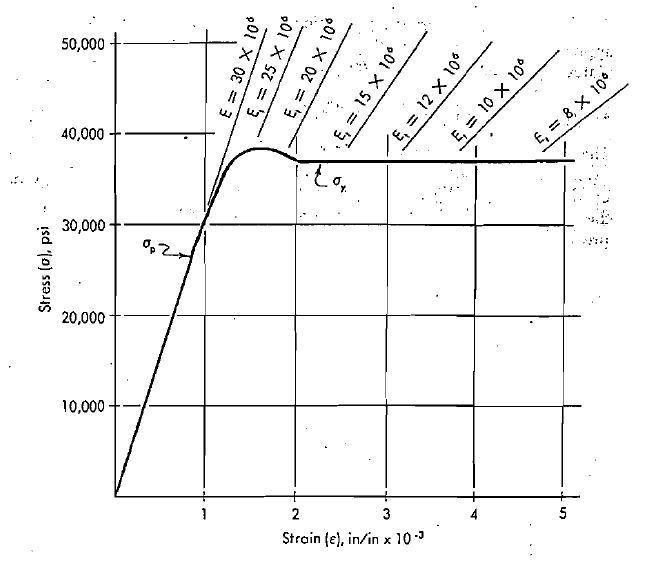 E = 30 × 10⁶
Eₜ = 25 × 10⁶
Eₜ = 20 × 10⁶
Eₜ = 15 × 10⁶
Eₜ = 12 × 10⁶
Eₜ = 10 × 10⁶
Eₜ = 8 × 10⁶
50,000
40,000
30,000
20,000
10,000
Stress (σ), psi
σₚ
σᵧ
1 2 3 4 5
Strain (ε), in/in x 10⁻³